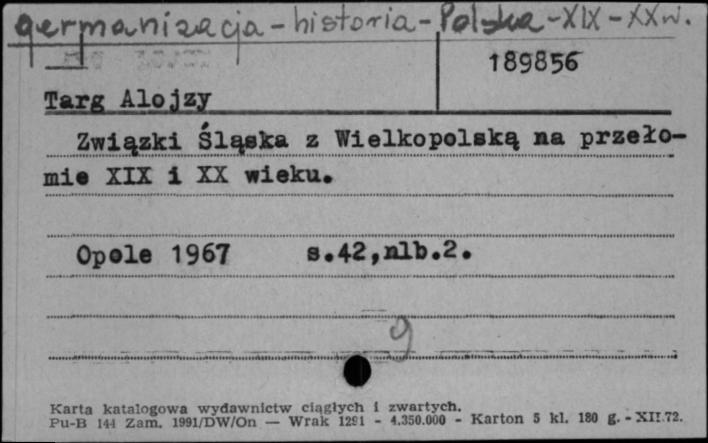 germanizacja - historia - Polska - XIX - XX w.
189856
Targ Alojzy
Związki Śląska z Wielkopolską na przeło-
mie XIX i XX wieku.
Opole 1967 s.42,nlb.2.
g
Karta katalogowa wydawnictw ciągłych i zwartych.
Pu-B 144 Zam. 1991/DW/On — Wrak 1291 - 4.350.000 - Karton 5 kl. 180 g. - XII.72.